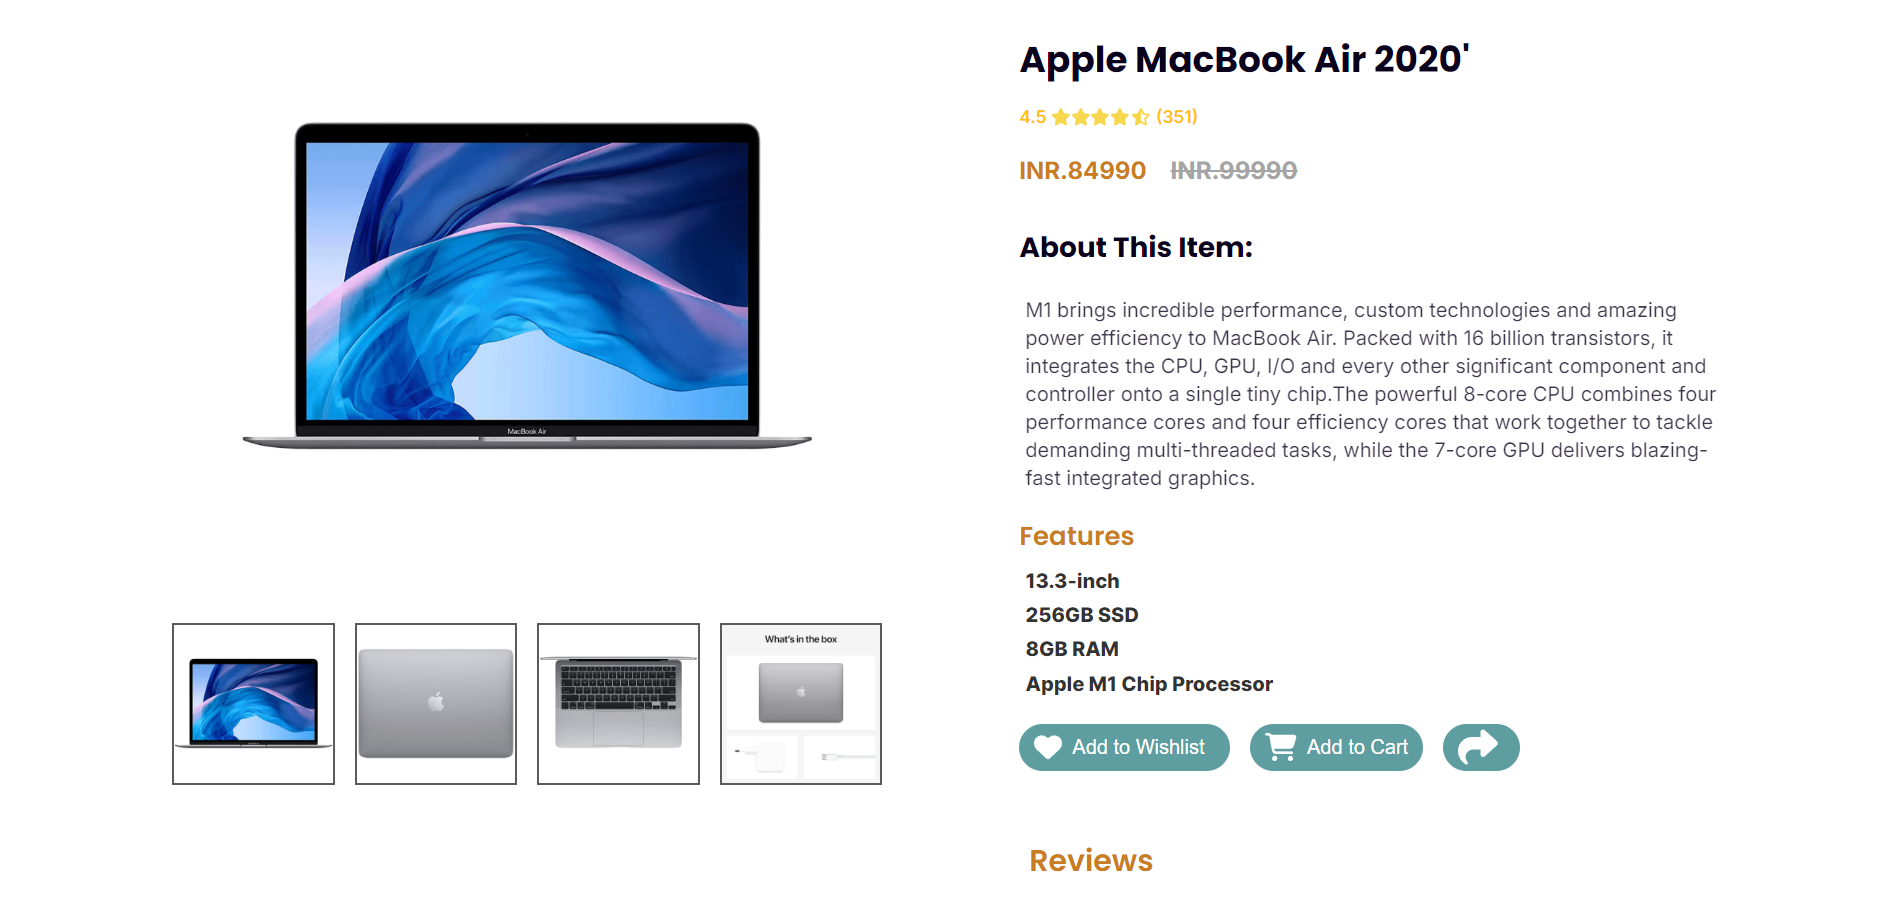 Apple MacBook Air 2020'
4.5 (351)
INR.84990 INR.99990
About This Item:
M1 brings incredible performance, custom technologies and amazing
power efficiency to MacBook Air. Packed with 16 billion transistors, it
integrates the CPU, GPU, I/O and every other significant component and
controller onto a single tiny chip.The powerful 8-core CPU combines four
performance cores and four efficiency cores that work together to tackle
demanding multi-threaded tasks, while the 7-core GPU delivers blazing-
fast integrated graphics.
Features
13.3-inch
256GB SSD
8GB RAM
Apple M1 Chip Processor
Add to Wishlist
Add to Cart
Reviews
MacBook Air
What's in the box